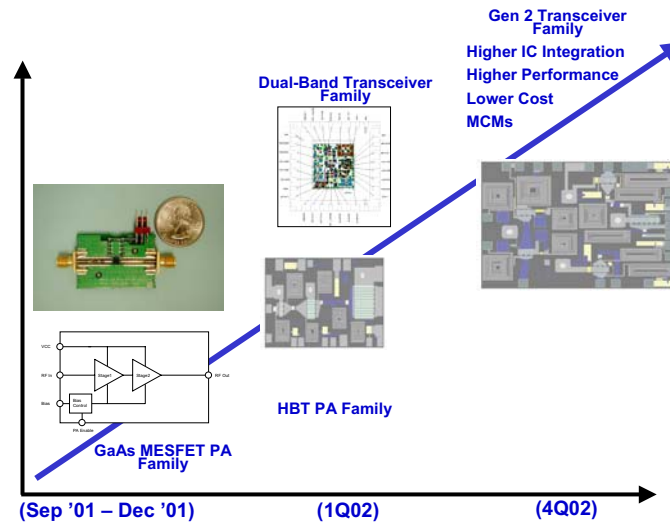 Gen 2 Transceiver
Family
Higher IC Integration
Higher Performance
Lower Cost
MCMs
Dual-Band Transceiver
Family
VCC
RF In
Stage1
Stage2
RF Out
Bias
Bias
Control
PA Enable
GaAs MESFET PA
Family
HBT PA Family
(Sep '01 – Dec '01)
(1Q02)
(4Q02)